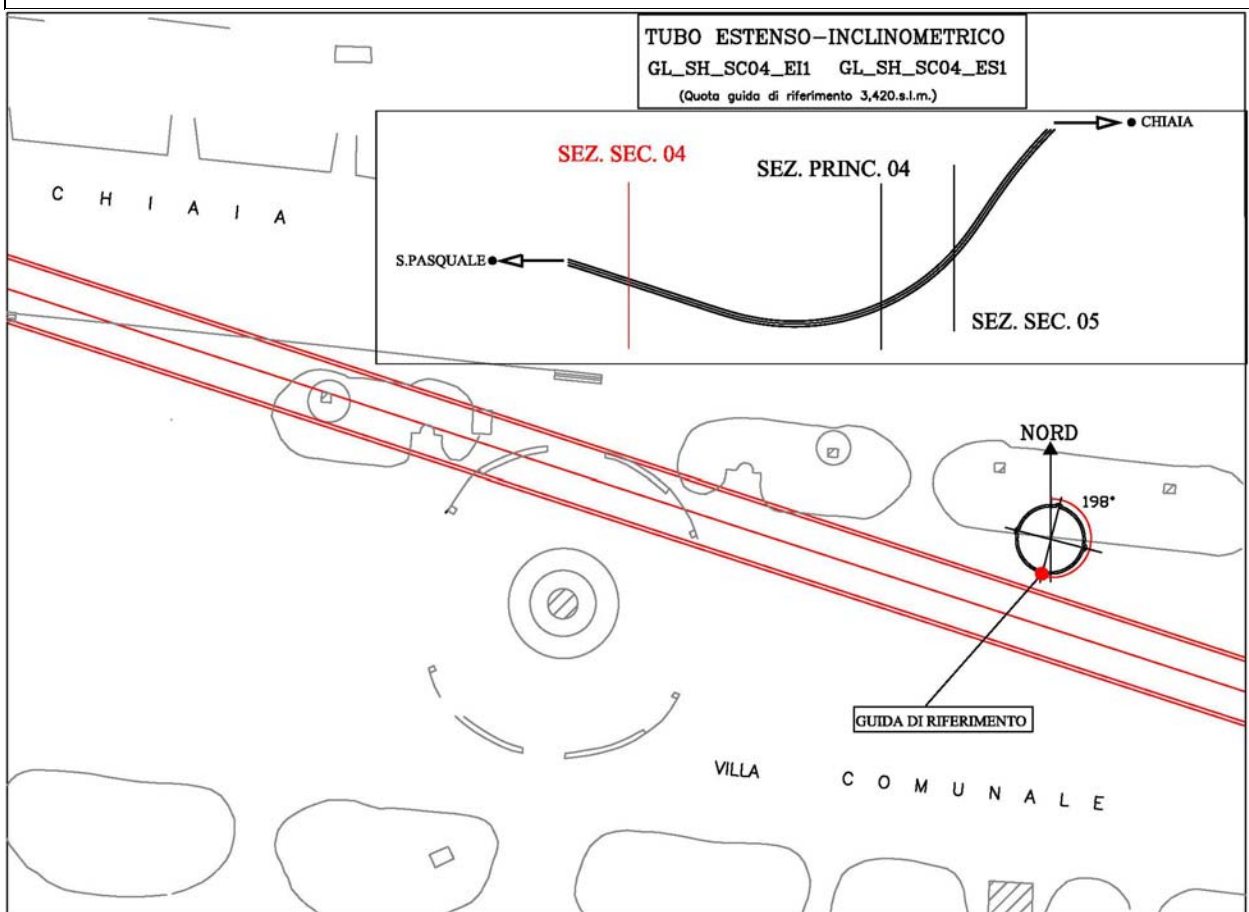 TUBO ESTENSO-INCLINOMETRICO
GL_SH_SC04_EI1 GL_SH_SC04_ES1
(Quota guida di riferimento 3,420.s.l.m.)
CHIAIA
SEZ. SEC. 04
SEZ. PRINC. 04
C H I A I A
S.PASQUALE
SEZ. SEC. 05
NORD
198°
GUIDA DI RIFERIMENTO
VILLA C O M U N A L E